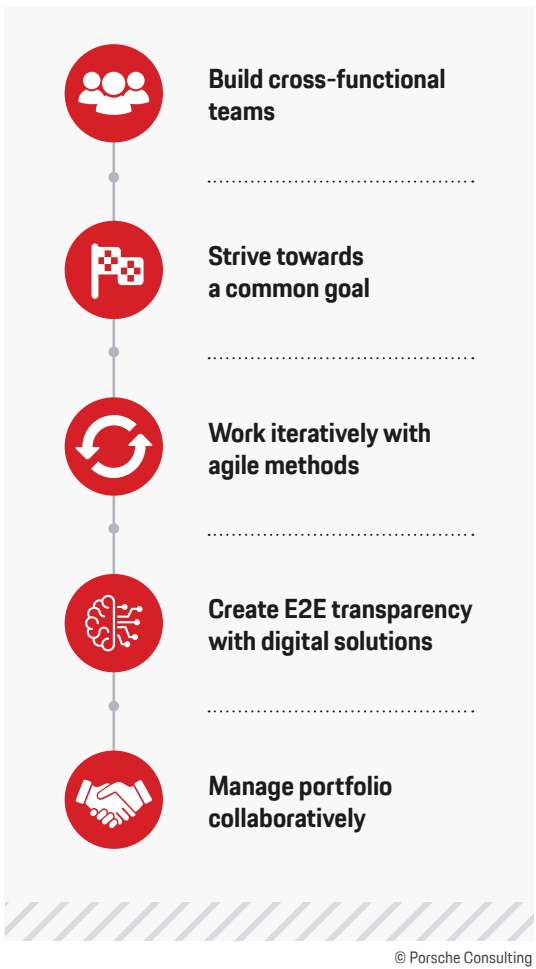 Build cross-functional
teams
Strive towards
a common goal
Work iteratively with
agile methods
Create E2E transparency
with digital solutions
Manage portfolio
collaboratively
© Porsche Consulting